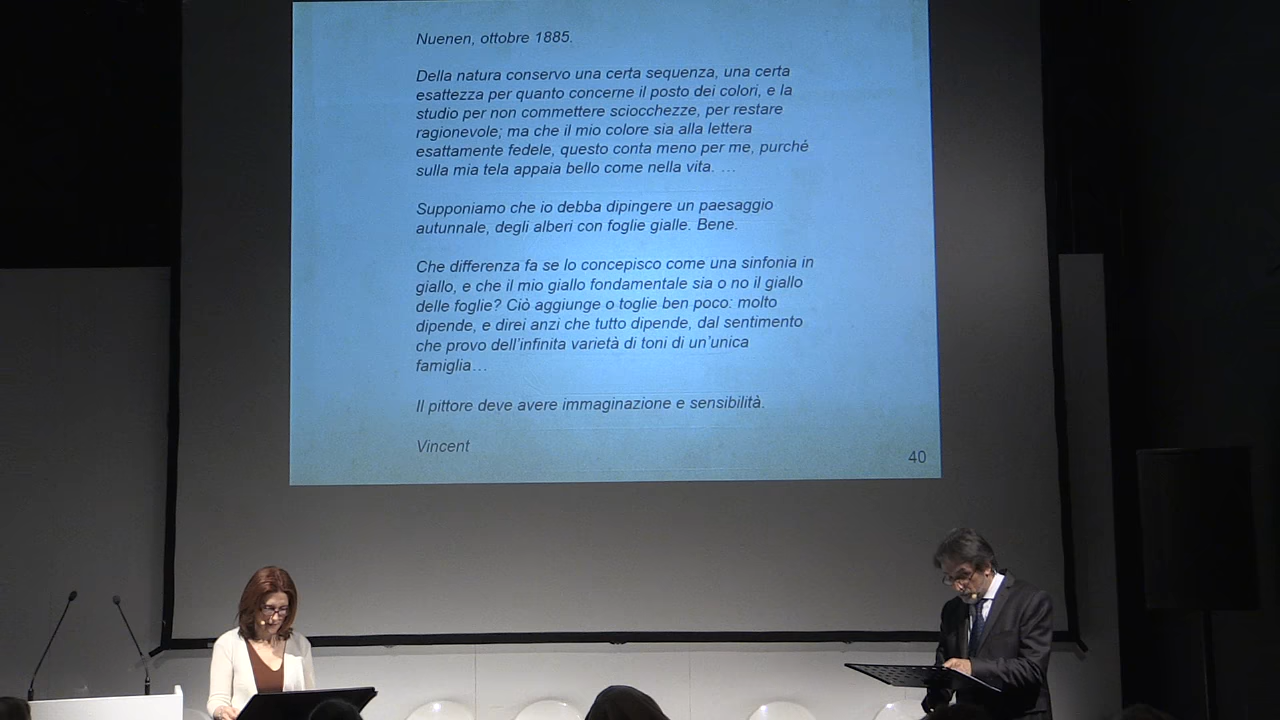 Nuenen, ottobre 1885.
Della natura conservo una certa sequenza, una certa
esattezza per quanto concerne il posto dei colori, e la
studio per non commettere sciocchezze, per restare
ragionevole; ma che il mio colore sia alla lettera
esattamente fedele, questo conta meno per me, purché
sulla mia tela appaia bello come nella vita. …
Supponiamo che io debba dipingere un paesaggio
autunnale, degli alberi con foglie gialle. Bene.
Che differenza fa se lo concepisco come una sinfonia in
giallo, e che il mio giallo fondamentale sia o no il giallo
delle foglie? Ciò aggiunge o toglie ben poco: molto
dipende, e direi anzi che tutto dipende, dal sentimento
che provo dell'infinita varietà di toni di un'unica
famiglia…
Il pittore deve avere immaginazione e sensibilità.
Vincent
40